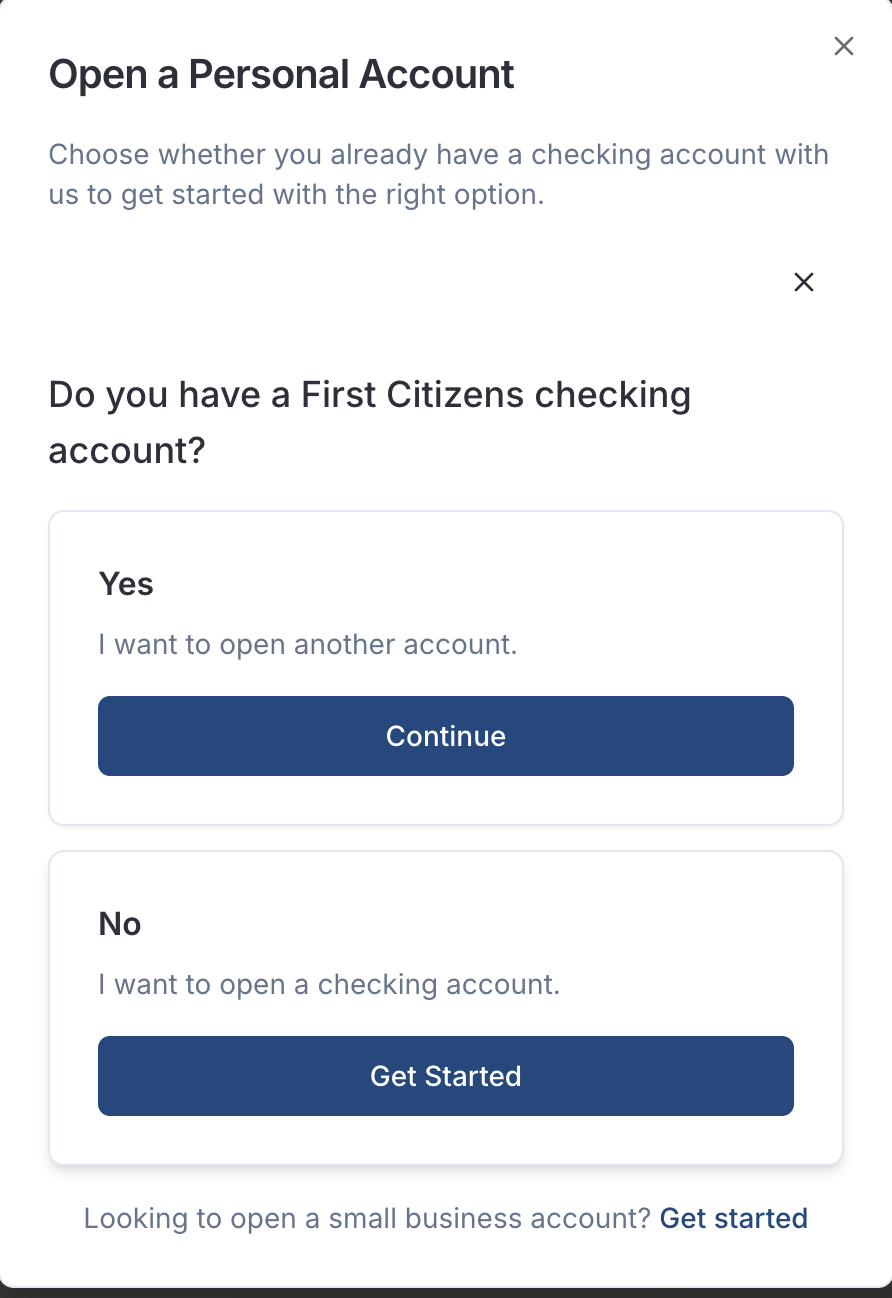 Open a Personal Account
Choose whether you already have a checking account with
us to get started with the right option.
Do you have a First Citizens checking
account?
Yes
I want to open another account.
Continue
No
I want to open a checking account.
Get Started
Looking to open a small business account? Get started